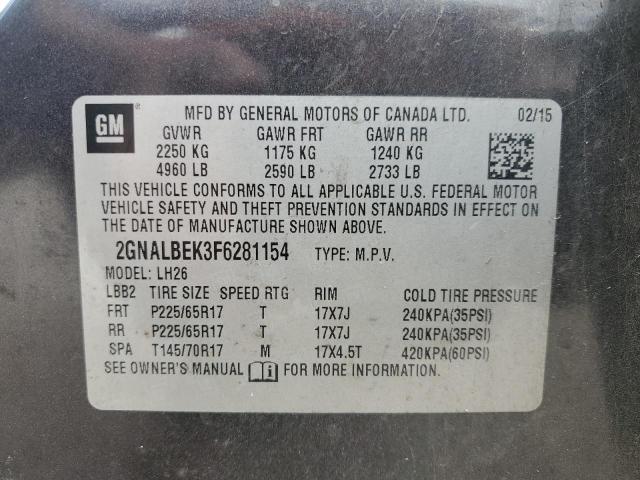 GM
MFD BY GENERAL MOTORS OF CANADA LTD. 02/15
GVWR GAWR FRT GAWR RR
2250 KG 1175 KG 1240 KG
4960 LB 2590 LB 2733 LB
THIS VEHICLE CONFORMS TO ALL APPLICABLE U.S. FEDERAL MOTOR
VEHICLE SAFETY AND THEFT PREVENTION STANDARDS IN EFFECT ON
THE DATE OF MANUFACTURE SHOWN ABOVE.
2GNALBEK3F6281154 TYPE: M.P.V.
MODEL: LH26
LBB2 TIRE SIZE SPEED RTG RIM COLD TIRE PRESSURE
FRT P225/65R17 T 17X7J 240KPA(35PSI)
RR P225/65R17 T 17X7J 240KPA(35PSI)
SPA T145/70R17 M 17X4.5T 420KPA(60PSI)
SEE OWNER'S MANUAL FOR MORE INFORMATION.